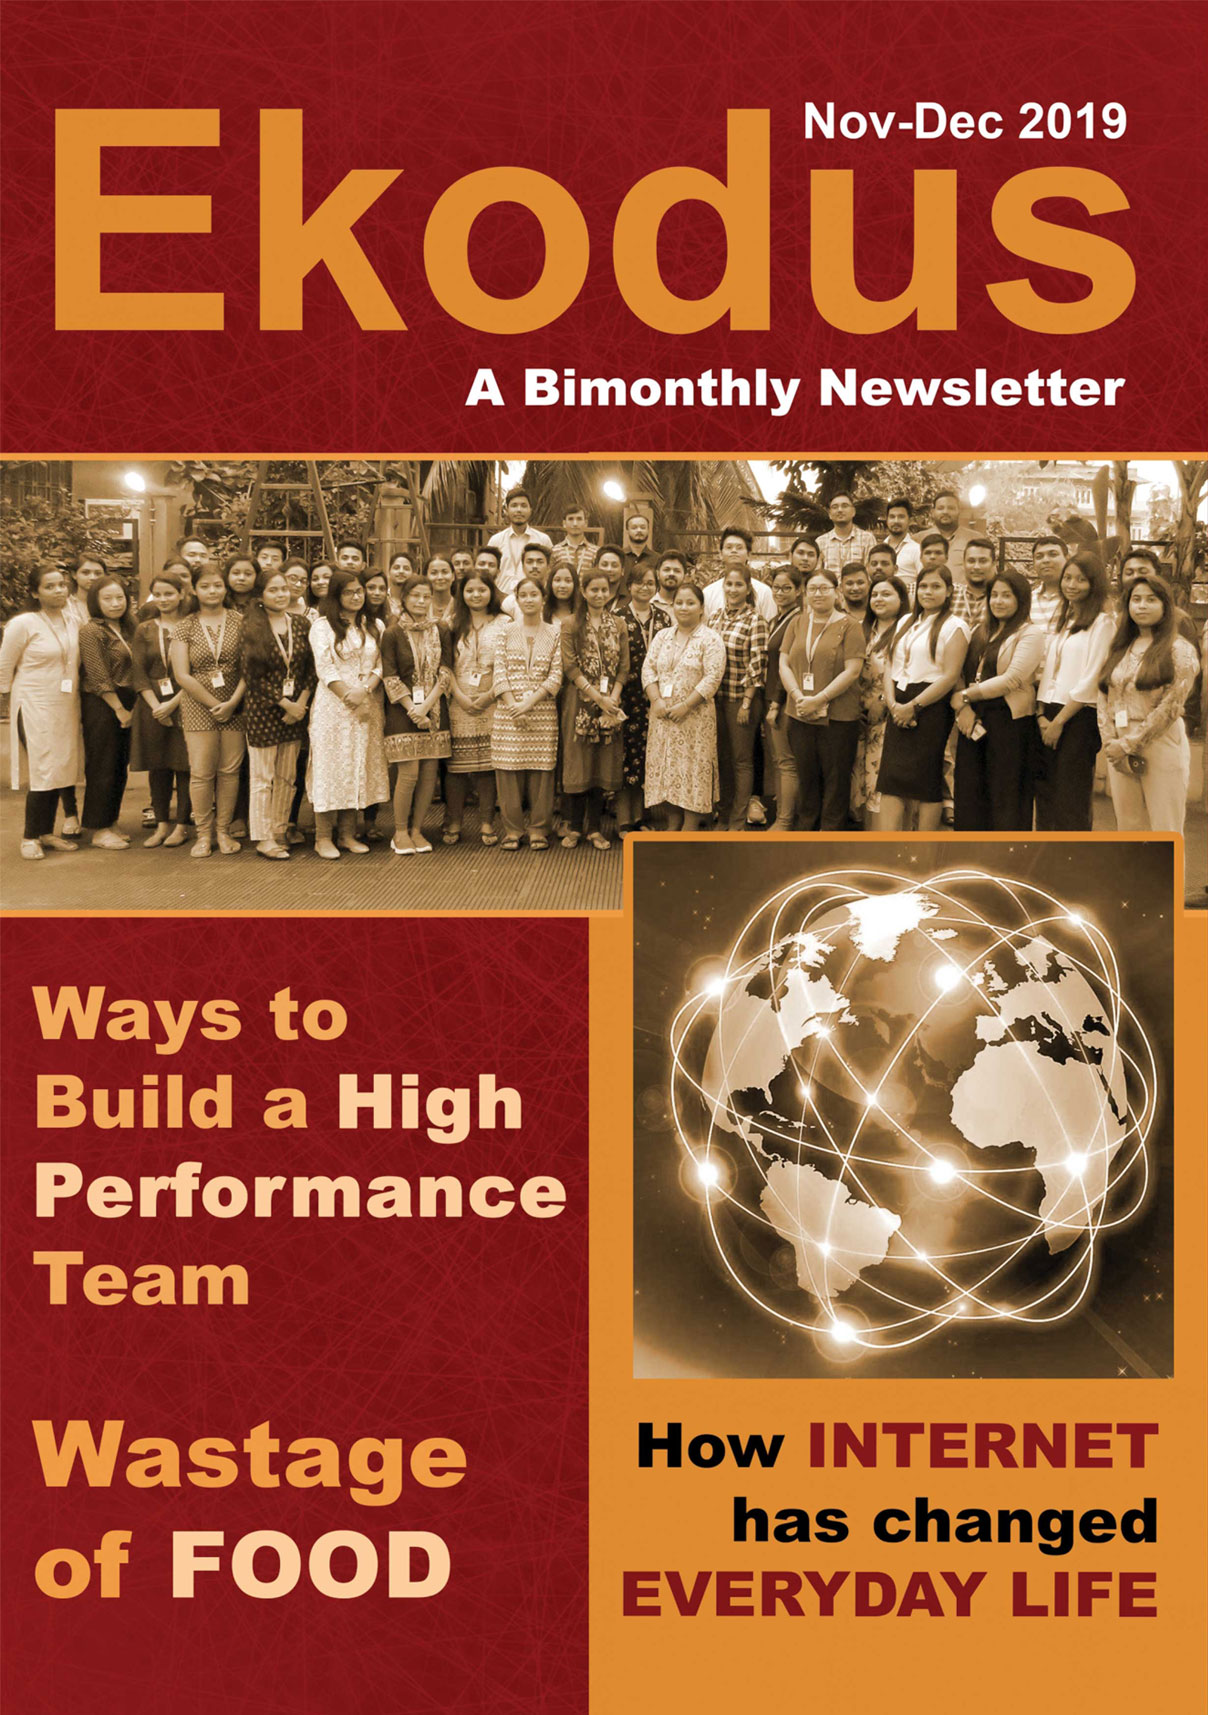 Nov-Dec 2019
Ekodus
A Bimonthly Newsletter
Ways to
Build a High
Performance
Team
Wastage
of FOOD
How INTERNET
has changed
EVERYDAY LIFE